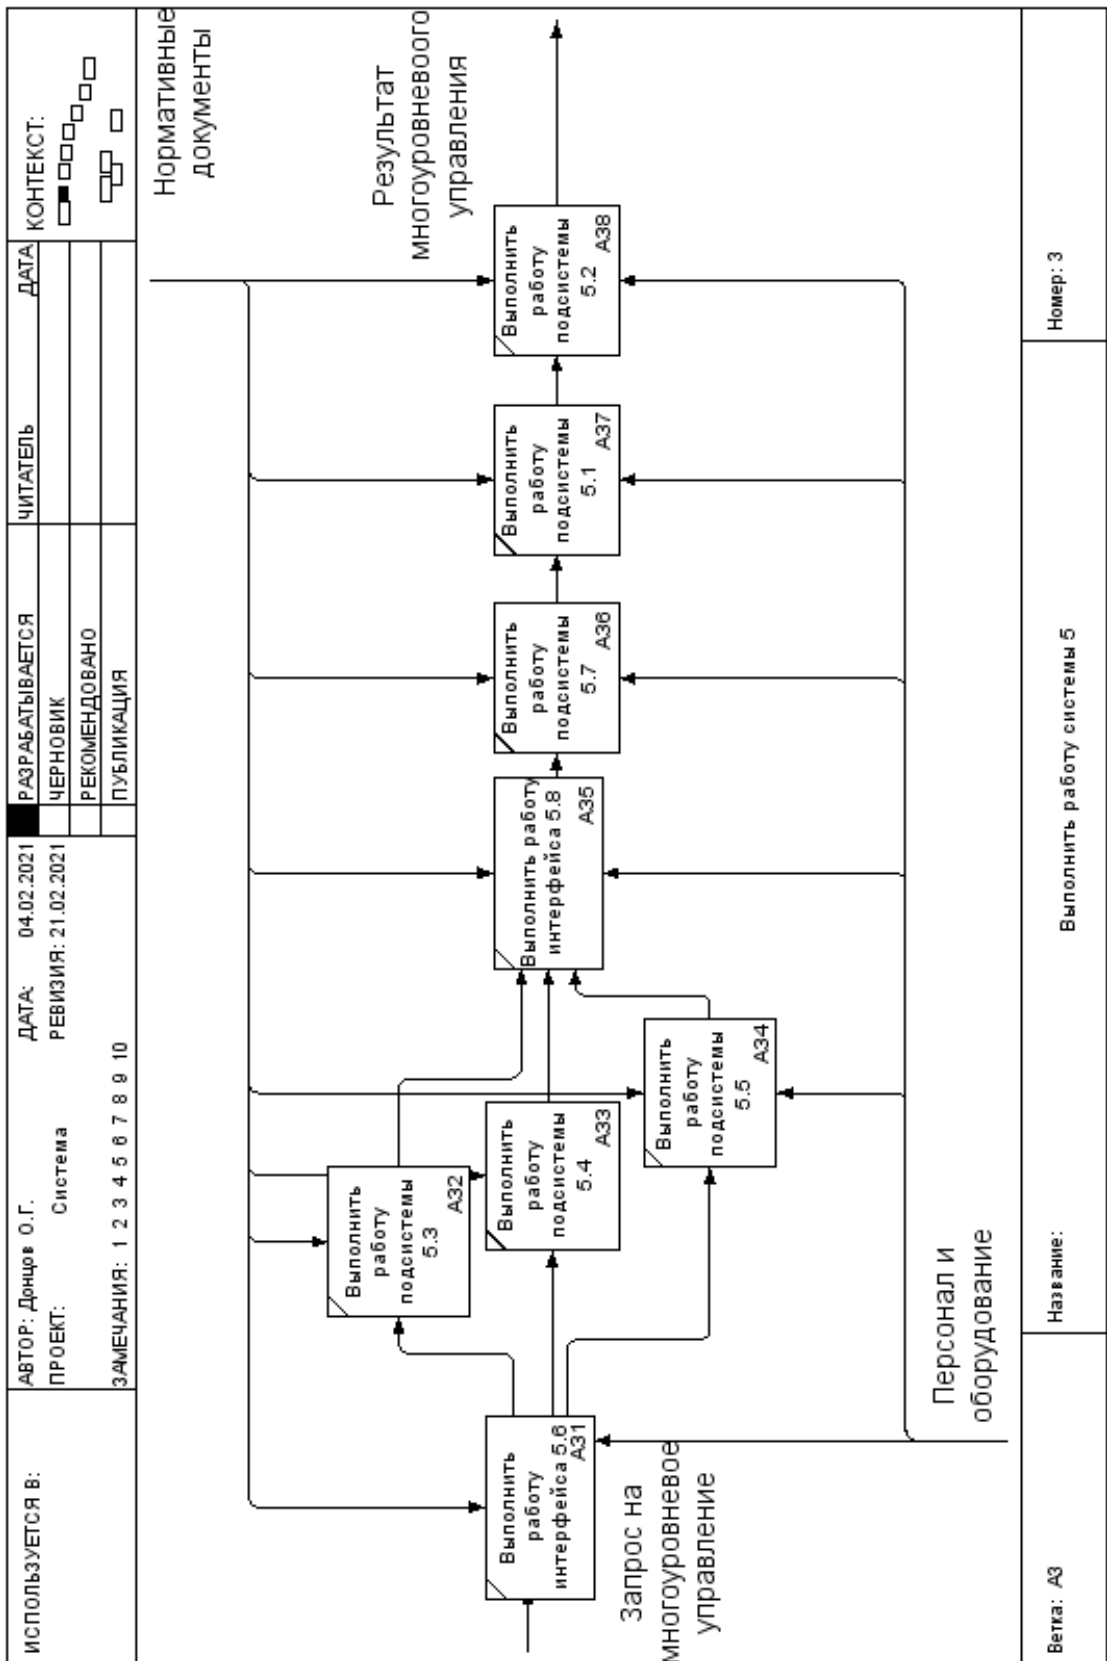 ИСПОЛЬЗУЕТСЯ В:
АВТОР: Донцов О.Г.
ДАТА: 04.02.2021
РАЗРАБАТЫВАЕТСЯ
ЧИТАТЕЛЬ
ДАТА
КОНТЕКСТ:
ПРОЕКТ: Система
РЕВИЗИЯ: 21.02.2021
ЧЕРНОВИК
РЕКОМЕНДОВАНО
ЗАМЕЧАНИЯ: 1 2 3 4 5 6 7 8 9 10
ПУБЛИКАЦИЯ
Нормативные
документы
Выполнить
работу
интерфейса 5.6
A31
Выполнить
работу
подсистемы
5.3
A32
Выполнить
работу
подсистемы
5.4
A33
Выполнить
работу
подсистемы
5.5
A34
Выполнить работу
интерфейса 5.8
A35
Выполнить
работу
подсистемы
5.7
A36
Выполнить
работу
подсистемы
5.1
A37
Выполнить
работу
подсистемы
5.2
A38
Результат
многоуровневоого
управления
Запрос на
многоуровневое
управление
Персонал и
оборудование
Ветка: A3
Название:
Выполнить работу системы 5
Номер: 3